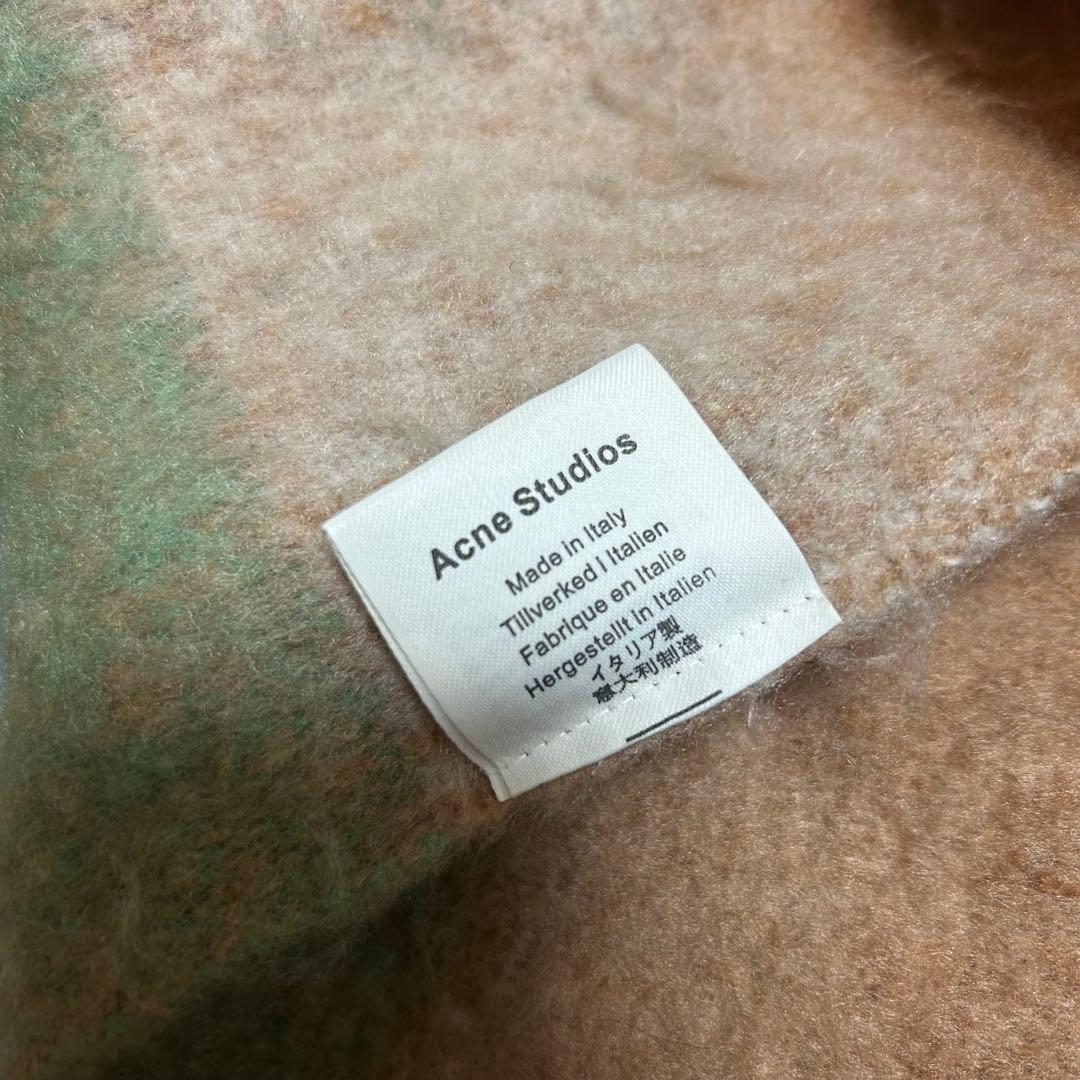 Acne Studios
Made in Italy
Tillverked I Italien
Fabrique en Italie
Hergestellt in Italien
イタリア製
意大利制造